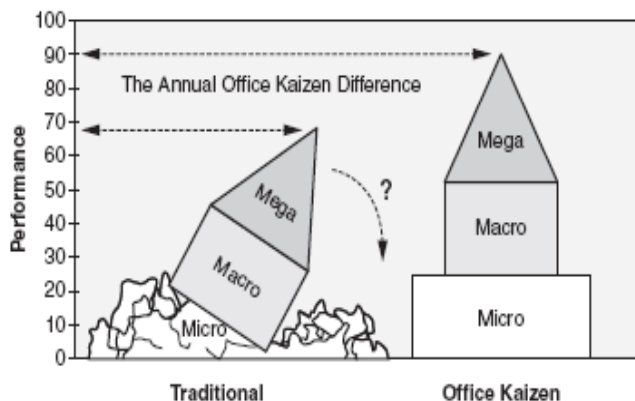 100
90
80
70
60
50
40
30
20
10
0
Performance
The Annual Office Kaizen Difference
?
Mega
Macro
Micro
Mega
Macro
Micro
Traditional
Office Kaizen